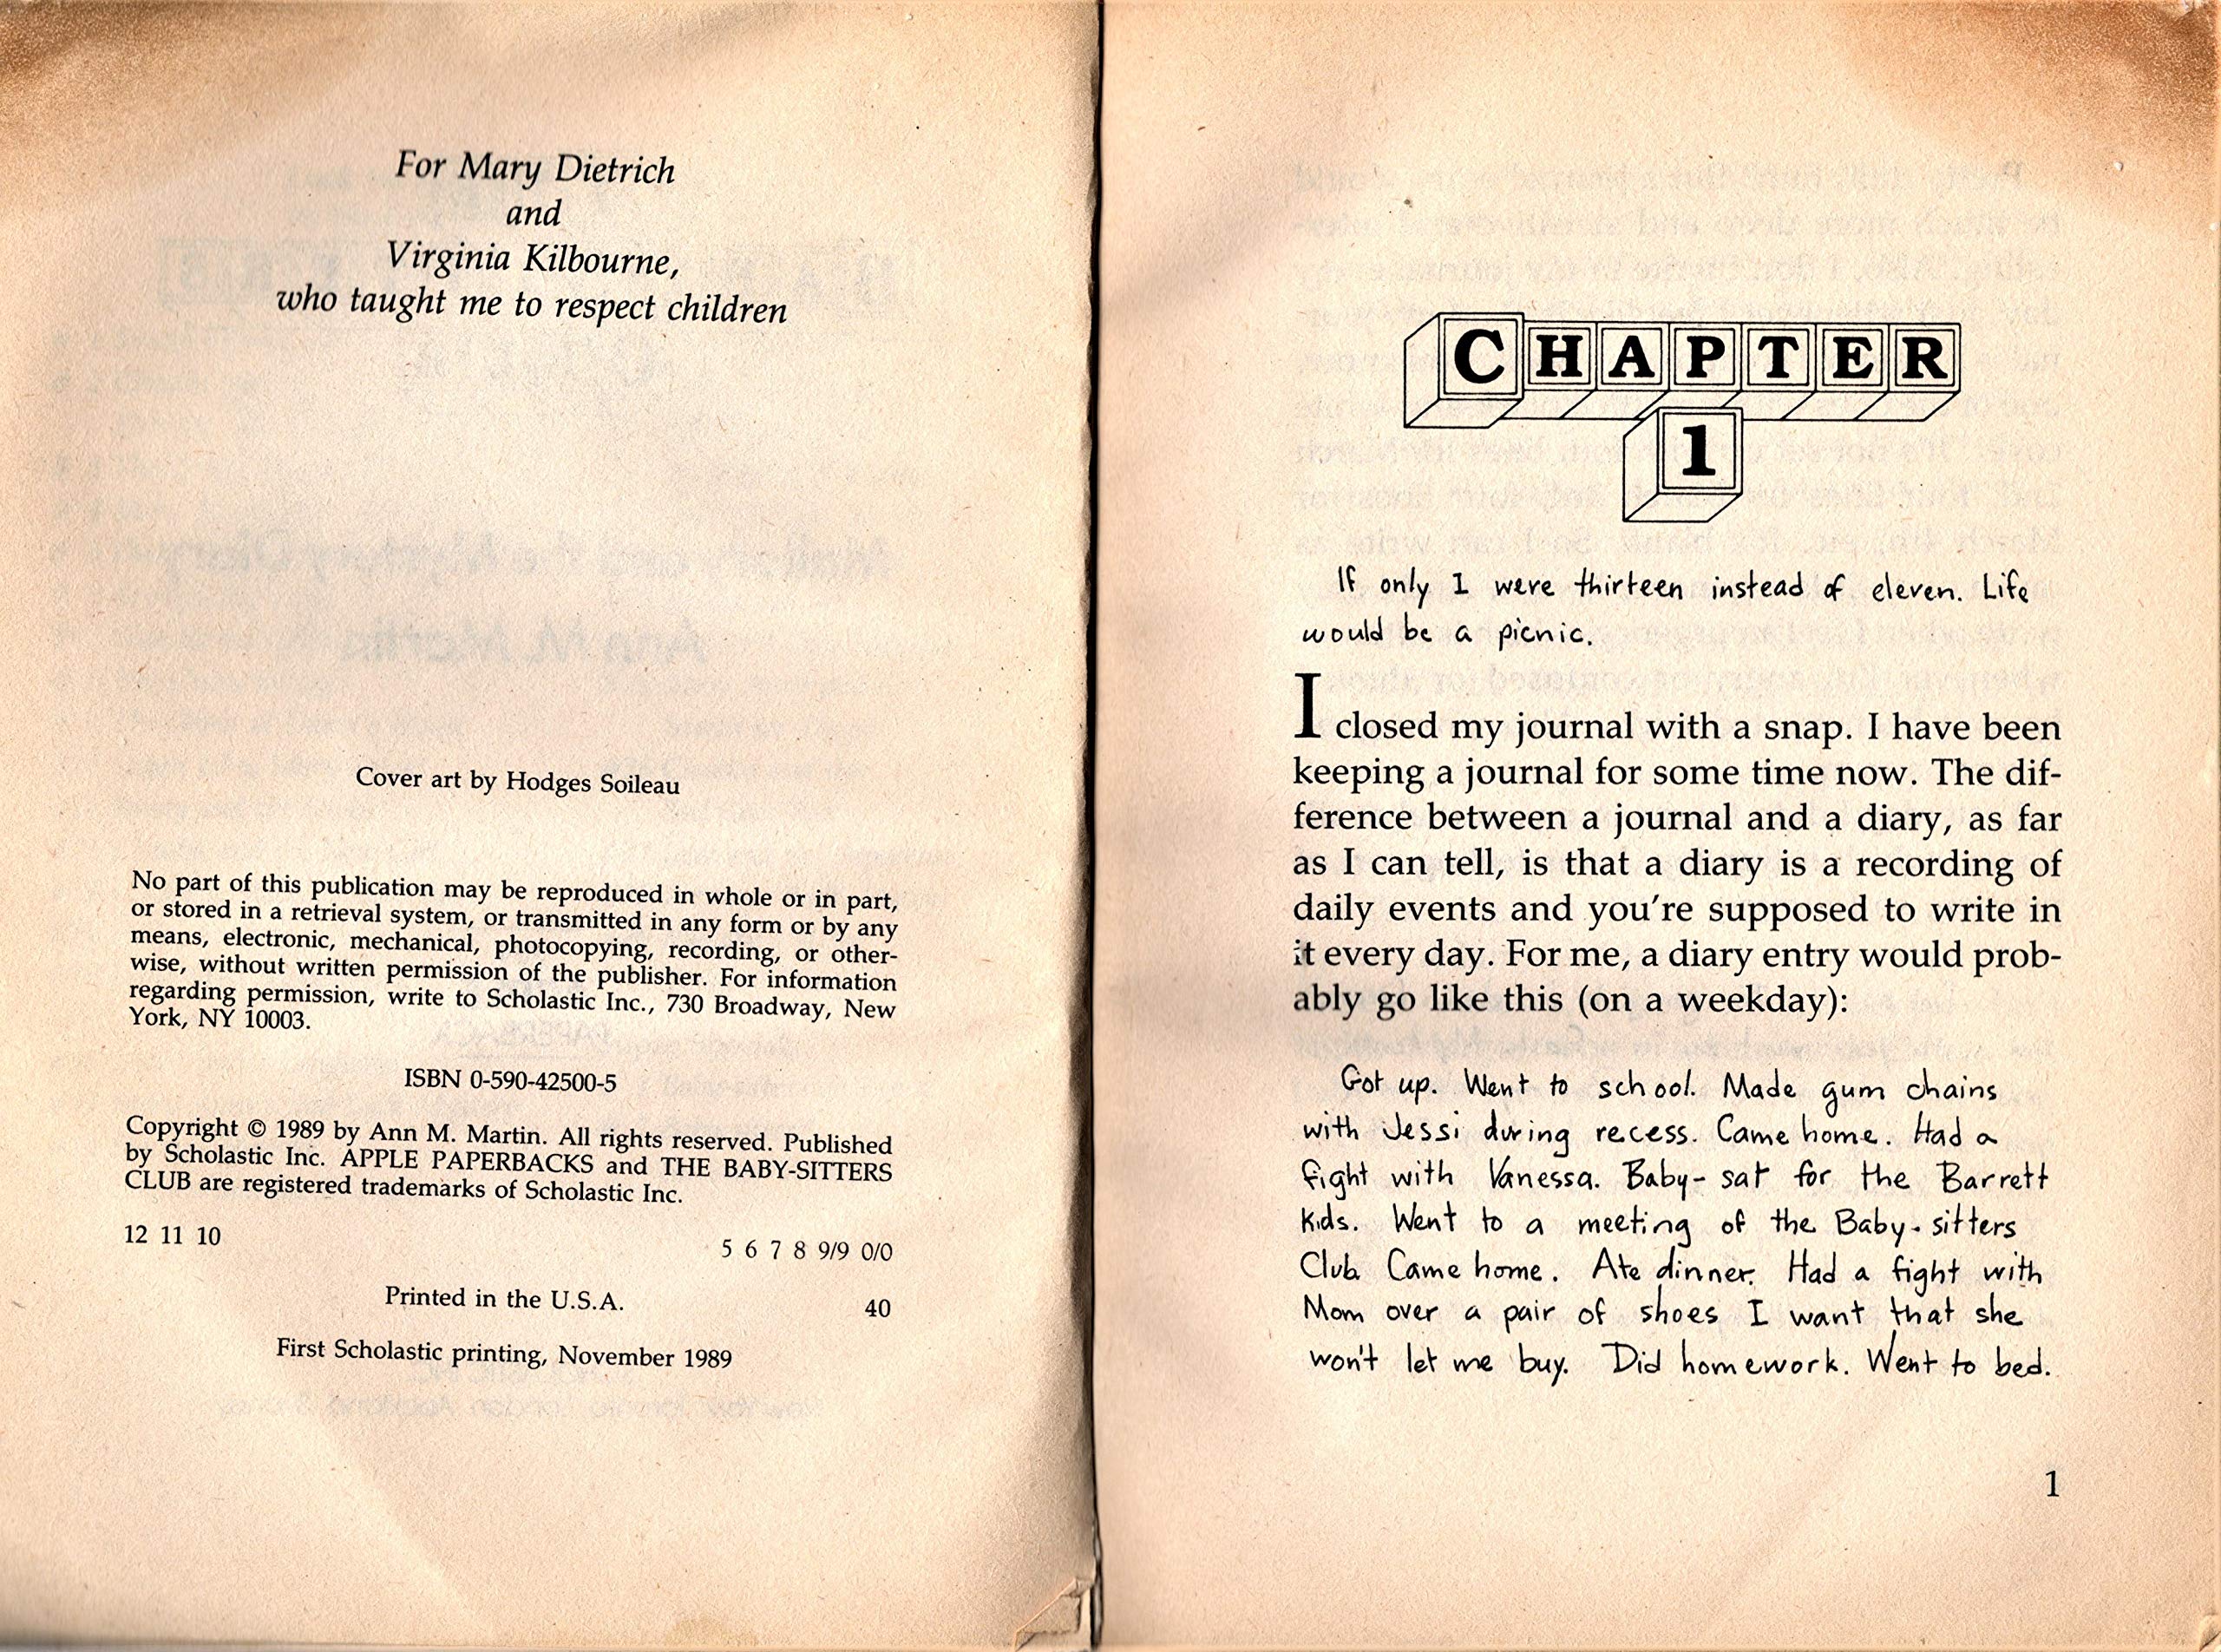 For Mary Dietrich
and
Virginia Kilbourne,
who taught me to respect children
Cover art by Hodges Soileau
No part of this publication may be reproduced in whole or in part,
or stored in a retrieval system, or transmitted in any form or by any
means, electronic, mechanical, photocopying, recording, or other-
wise, without written permission of the publisher. For information
regarding permission, write to Scholastic Inc., 730 Broadway, New
York, NY 10003.
ISBN 0-590-42500-5
Copyright © 1989 by Ann M. Martin. All rights reserved. Published
by Scholastic Inc. APPLE PAPERBACKS and THE BABY-SITTERS
CLUB are registered trademarks of Scholastic Inc.
12 11 10 5 6 7 8 9/9 0/0
Printed in the U.S.A. 40
First Scholastic printing, November 1989
CHAPTER
1
If only I were thirteen instead of eleven. Life
would be a picnic.
I closed my journal with a snap. I have been
keeping a journal for some time now. The dif-
ference between a journal and a diary, as far
as I can tell, is that a diary is a recording of
daily events and you're supposed to write in
it every day. For me, a diary entry would prob-
ably go like this (on a weekday):
Got up. Went to school. Made gum chains
with Jessi during recess. Came home. Had a
fight with Vanessa. Baby-sat for the Barrett
kids. Went to a meeting of the Baby-sitters
Club. Came home. Ate dinner. Had a fight with
Mom over a pair of shoes I want that she
won't let me buy. Did homework. Went to bed.
1